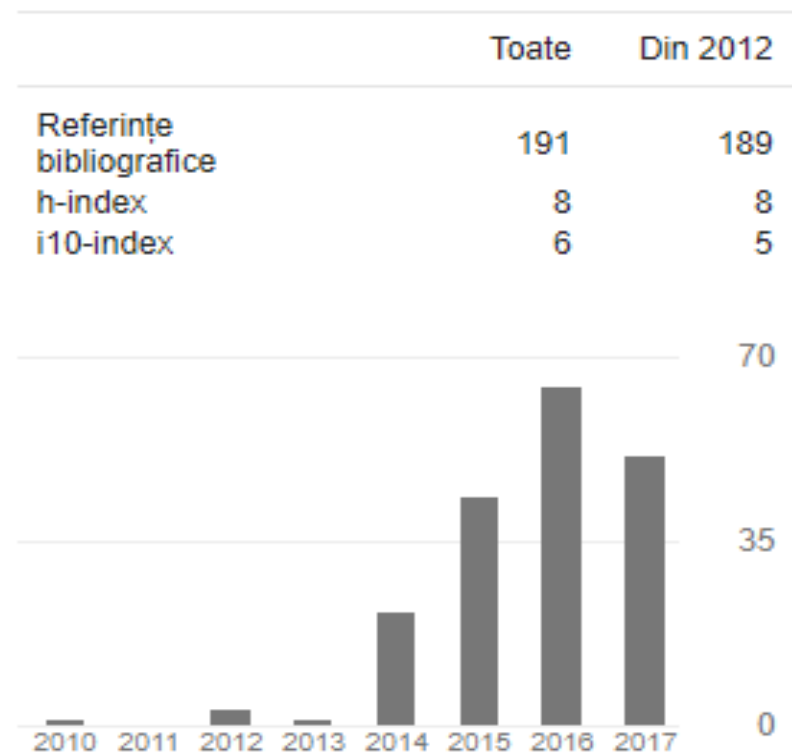 Toate Din 2012
Referințe
bibliografice 191 189
h-index 8 8
i10-index 6 5
70
35
0
2010 2011 2012 2013 2014 2015 2016 2017